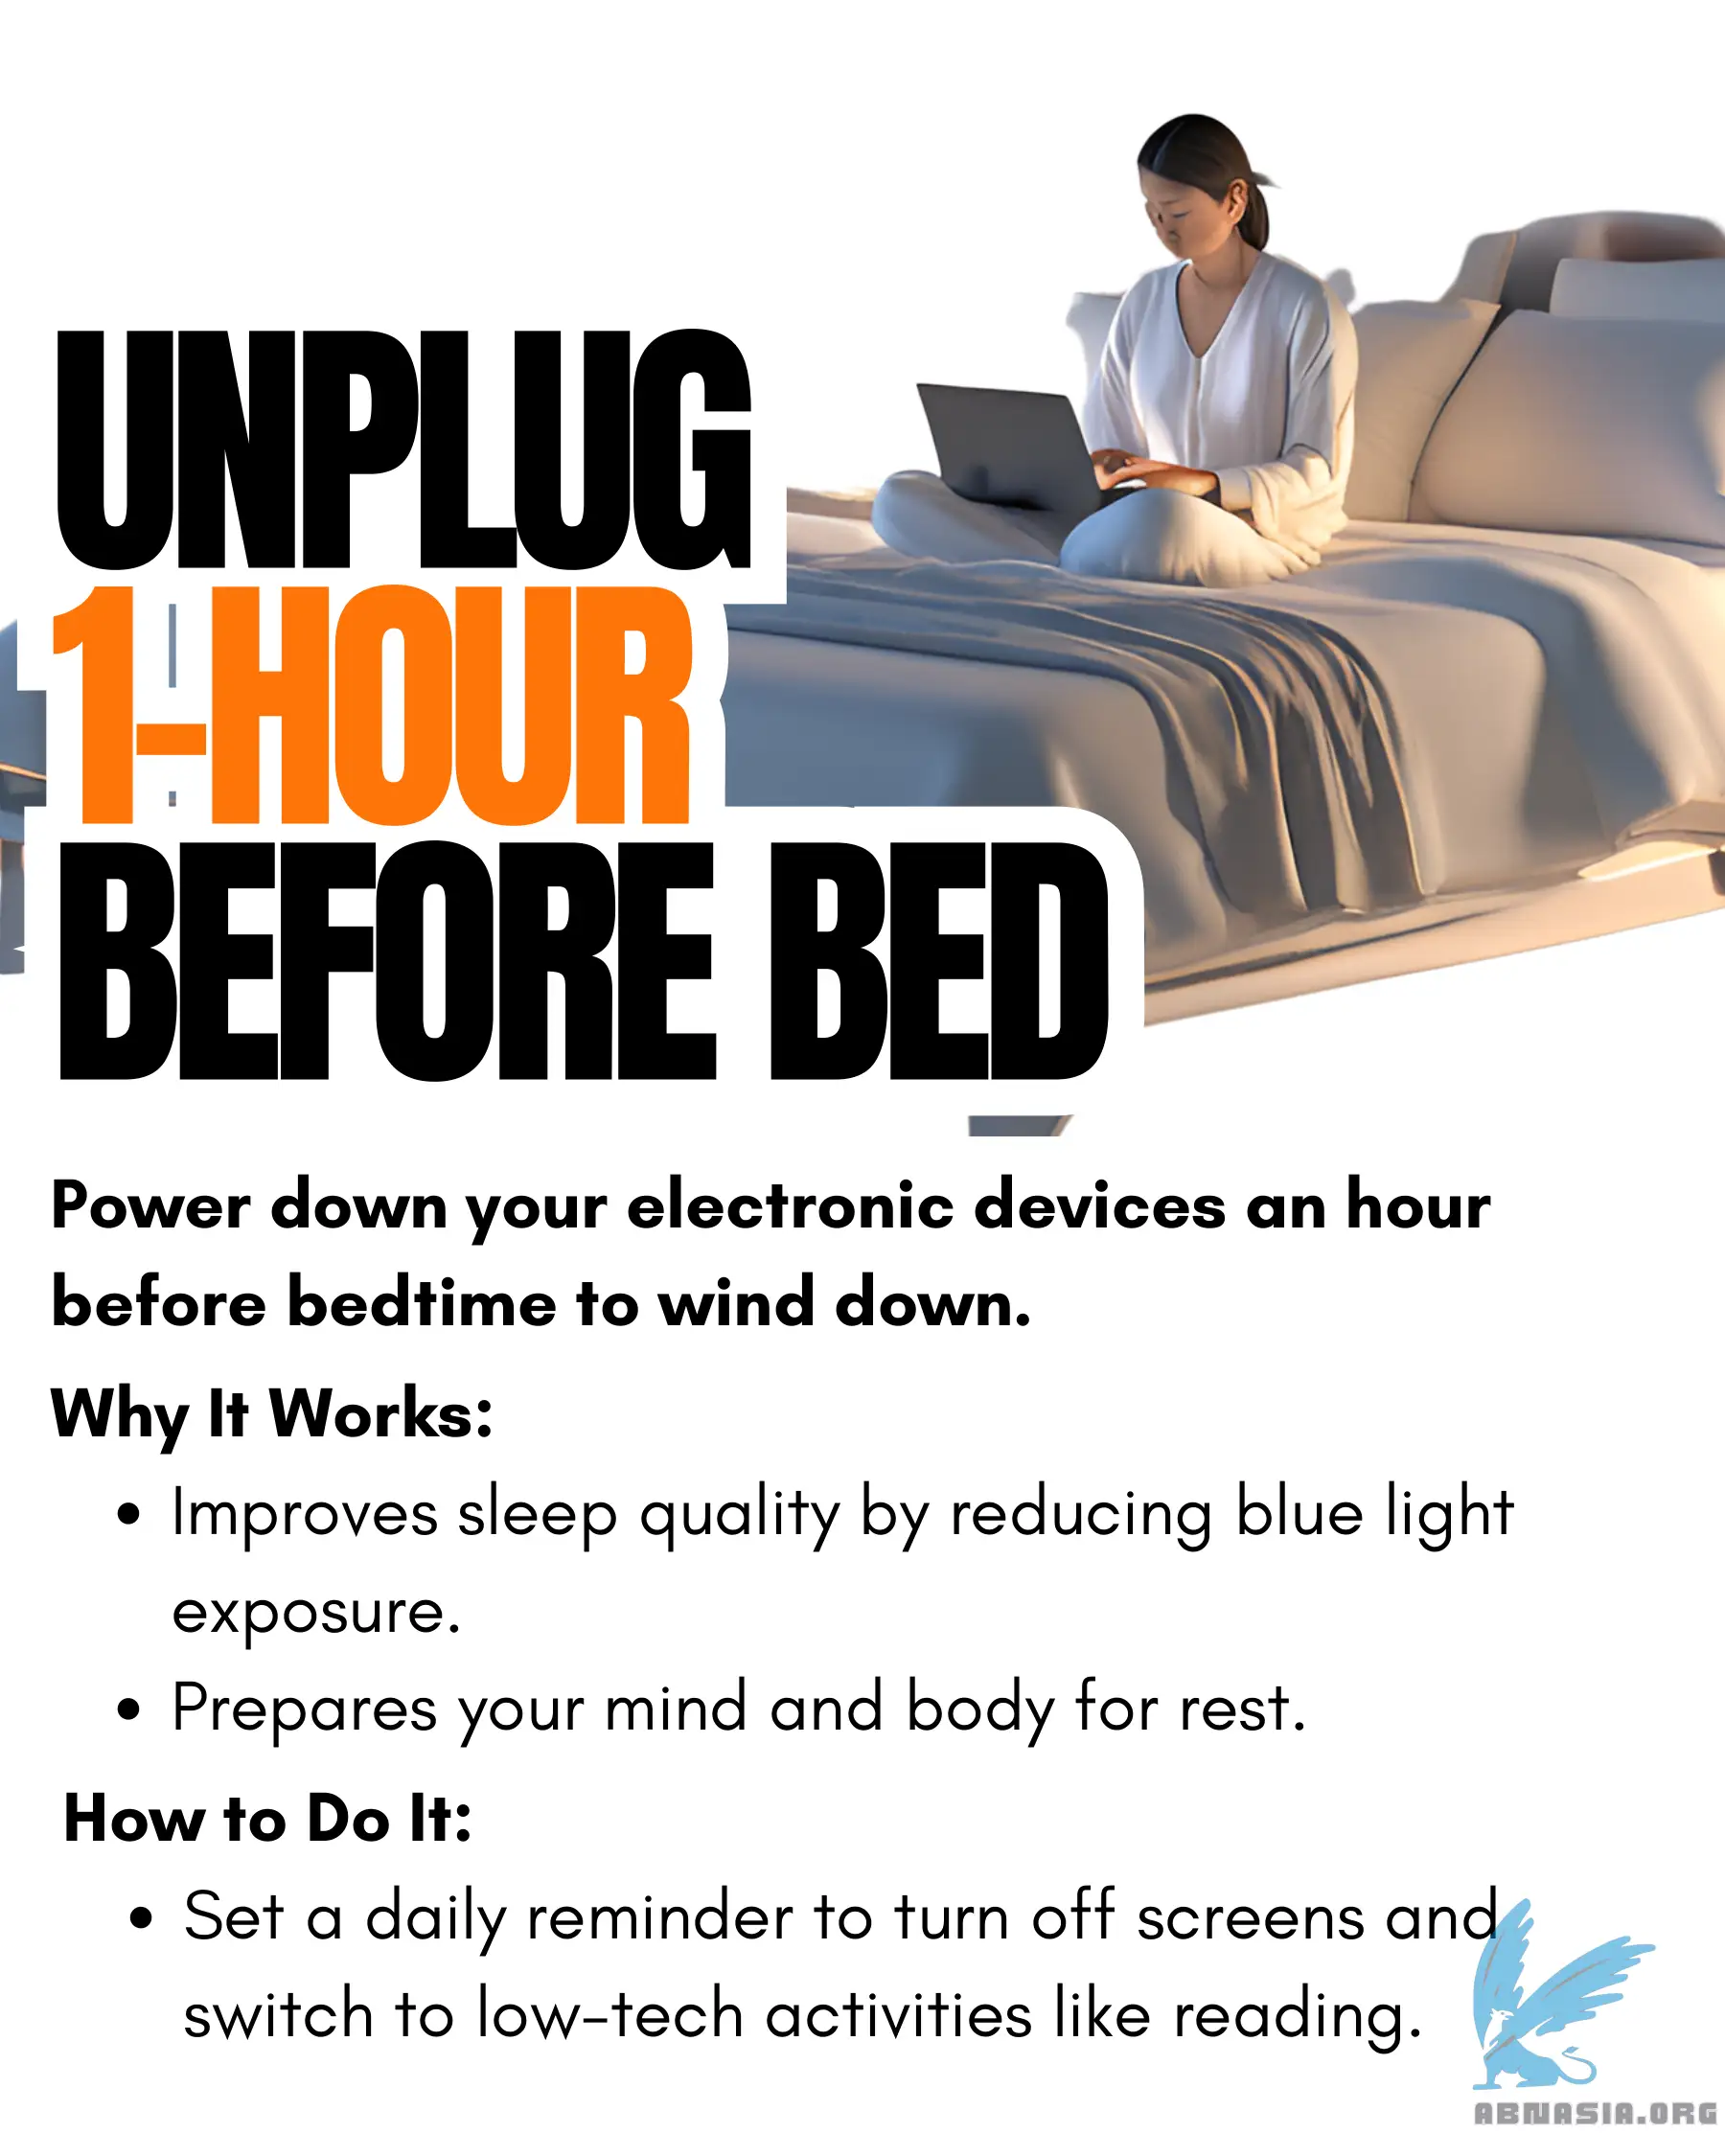 UNPLUG
1-HOUR
BEFORE BED
Power down your electronic devices an hour
before bedtime to wind down.
Why It Works:
• Improves sleep quality by reducing blue light
exposure.
• Prepares your mind and body for rest.
How to Do It:
• Set a daily reminder to turn off screens and
switch to low-tech activities like reading.
ABNASIA.ORG